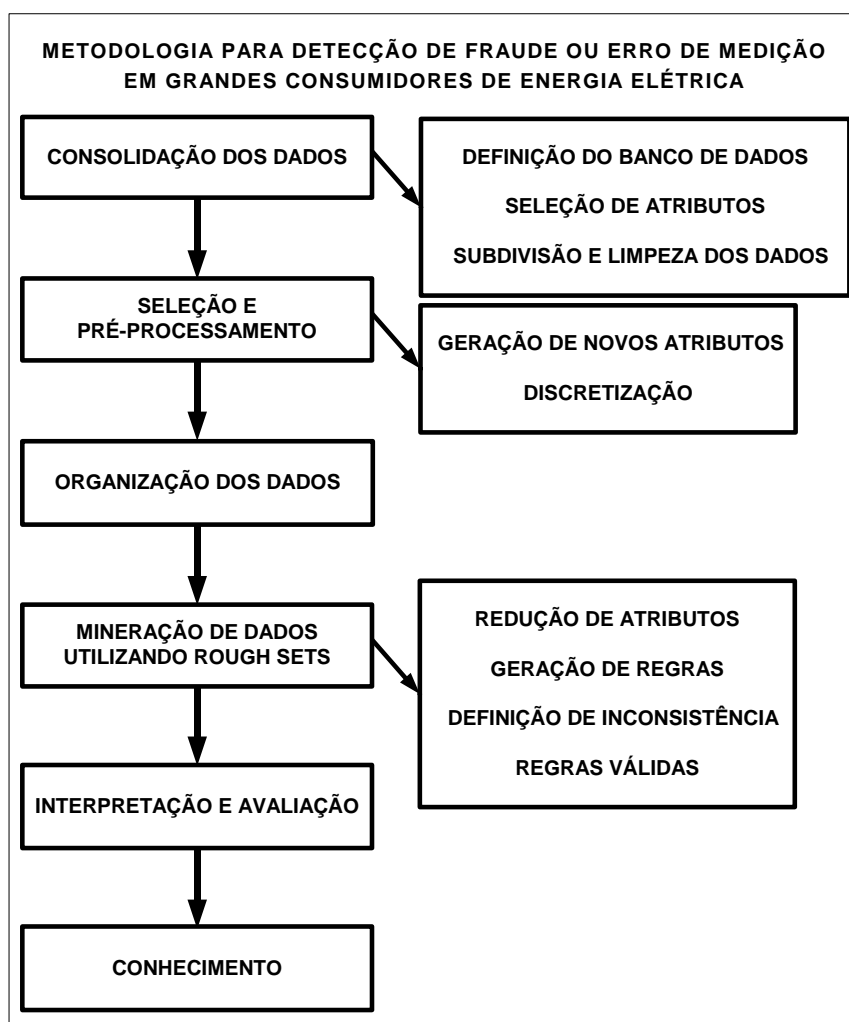 METODOLOGIA PARA DETECÇÃO DE FRAUDE OU ERRO DE MEDIÇÃO
EM GRANDES CONSUMIDORES DE ENERGIA ELÉTRICA
CONSOLIDAÇÃO DOS DADOS
DEFINIÇÃO DO BANCO DE DADOS
SELEÇÃO DE ATRIBUTOS
SUBDIVISÃO E LIMPEZA DOS DADOS
SELEÇÃO E
PRÉ-PROCESSAMENTO
GERAÇÃO DE NOVOS ATRIBUTOS
DISCRETIZAÇÃO
ORGANIZAÇÃO DOS DADOS
MINERAÇÃO DE DADOS
UTILIZANDO ROUGH SETS
REDUÇÃO DE ATRIBUTOS
GERAÇÃO DE REGRAS
DEFINIÇÃO DE INCONSISTÊNCIA
REGRAS VÁLIDAS
INTERPRETAÇÃO E AVALIAÇÃO
CONHECIMENTO